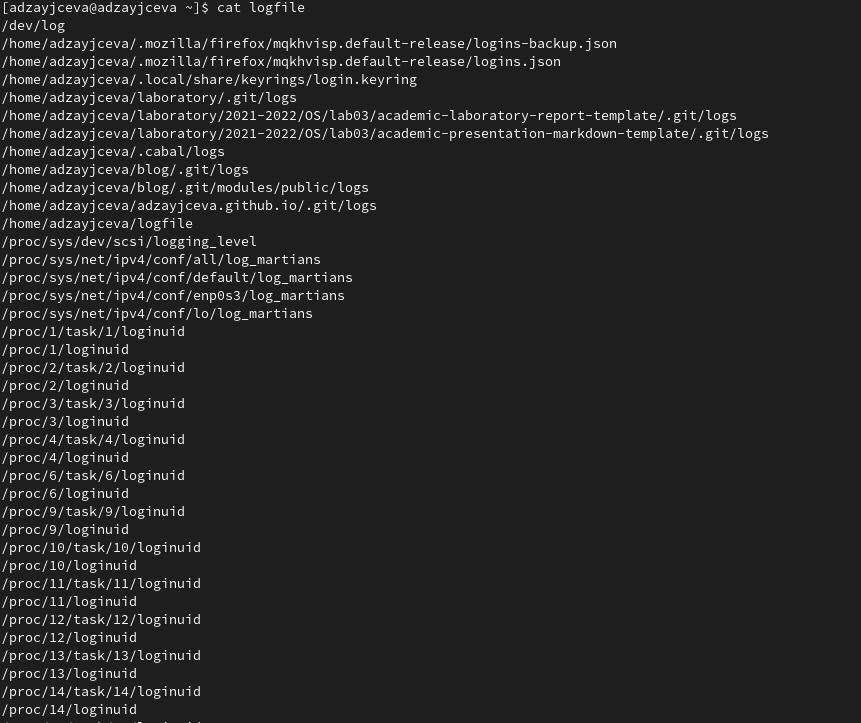 [adzayjceva@adzayjceva ~]$ cat logfile
/dev/log
/home/adzayjceva/.mozilla/firefox/mqkhvisp.default-release/logins-backup.json
/home/adzayjceva/.mozilla/firefox/mqkhvisp.default-release/logins.json
/home/adzayjceva/.local/share/keyrings/login.keyring
/home/adzayjceva/laboratory/.git/logs
/home/adzayjceva/laboratory/2021-2022/OS/lab03/academic-laboratory-report-template/.git/logs
/home/adzayjceva/laboratory/2021-2022/OS/lab03/academic-presentation-markdown-template/.git/logs
/home/adzayjceva/.cabal/logs
/home/adzayjceva/blog/.git/logs
/home/adzayjceva/blog/.git/modules/public/logs
/home/adzayjceva/adzayjceva.github.io/.git/logs
/home/adzayjceva/logfile
/proc/sys/dev/scsi/logging_level
/proc/sys/net/ipv4/conf/all/log_martians
/proc/sys/net/ipv4/conf/default/log_martians
/proc/sys/net/ipv4/conf/enp0s3/log_martians
/proc/sys/net/ipv4/conf/lo/log_martians
/proc/1/task/1/loginuid
/proc/1/loginuid
/proc/2/task/2/loginuid
/proc/2/loginuid
/proc/3/task/3/loginuid
/proc/3/loginuid
/proc/4/task/4/loginuid
/proc/4/loginuid
/proc/6/task/6/loginuid
/proc/6/loginuid
/proc/9/task/9/loginuid
/proc/9/loginuid
/proc/10/task/10/loginuid
/proc/10/loginuid
/proc/11/task/11/loginuid
/proc/11/loginuid
/proc/12/task/12/loginuid
/proc/12/loginuid
/proc/13/task/13/loginuid
/proc/13/loginuid
/proc/14/task/14/loginuid
/proc/14/loginuid